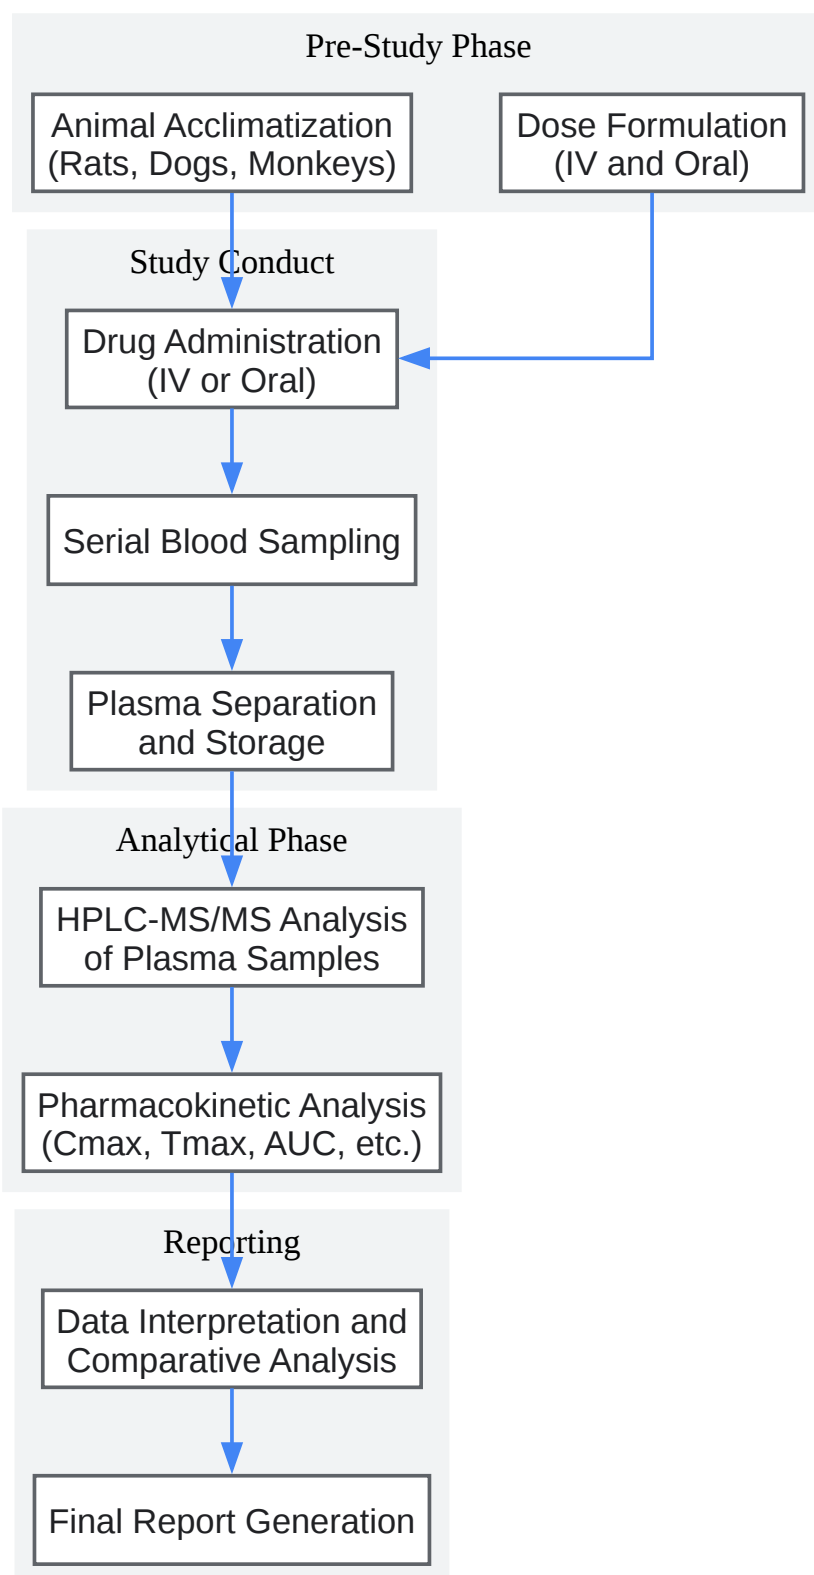 Pre-Study Phase
Animal Acclimatization
(Rats, Dogs, Monkeys)
Dose Formulation
(IV and Oral)
Study Conduct
Drug Administration
(IV or Oral)
Serial Blood Sampling
Plasma Separation
and Storage
Analytical Phase
HPLC-MS/MS Analysis
of Plasma Samples
Pharmacokinetic Analysis
(Cmax, Tmax, AUC, etc.)
Reporting
Data Interpretation and
Comparative Analysis
Final Report Generation